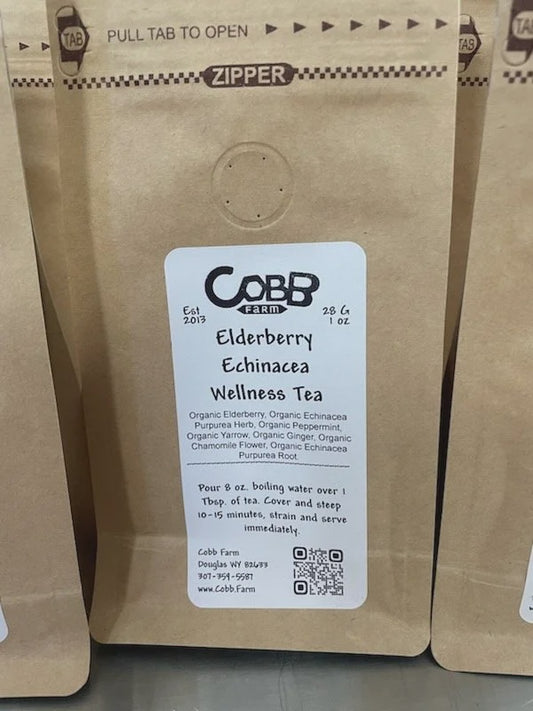 TAB
PULL TAB TO OPEN
TAB
ZIPPER
COBB
FARM
Est
2013
28 G
1 oz
Elderberry
Echinacea
Wellness Tea
Organic Elderberry, Organic Echinacea
Purpurea Herb, Organic Peppermint,
Organic Yarrow, Organic Ginger, Organic
Chamomile Flower, Organic Echinacea
Purpurea Root
Pour 8 oz. boiling water over 1
Tbsp. of tea. Cover and steep
10-15 minutes, strain and serve
immediately.
Cobb Farm
Douglas WY 82633
307-359-5587
www.Cobb.Farm